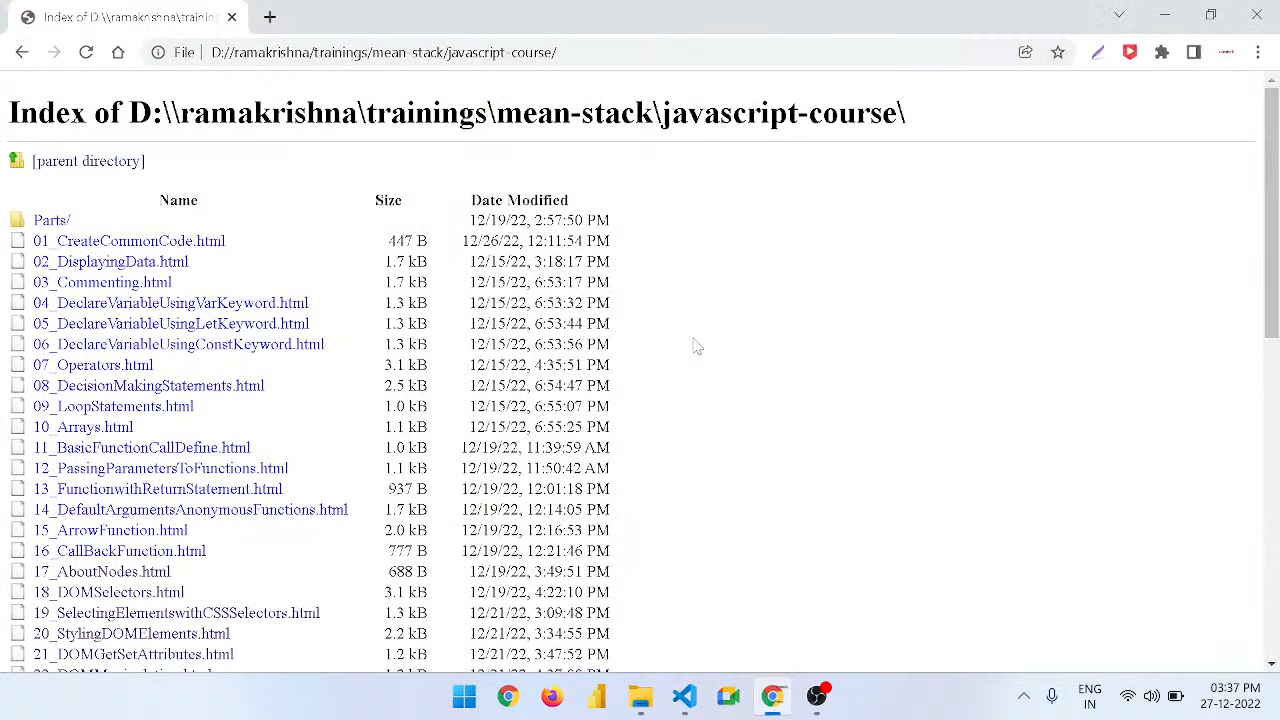 Index of D:\\ramakrishna\trainings
File D://ramakrishna/trainings/mean-stack/javascript-course/
Index of D:\\ramakrishna\trainings\mean-stack\javascript-course\
[parent directory]
Name Size Date Modified
Parts/ 12/19/22, 2:57:50 PM
01_CreateCommonCode.html 447 B 12/26/22, 12:11:54 PM
02_DisplayingData.html 1.7 kB 12/15/22, 3:18:17 PM
03_Commenting.html 1.7 kB 12/15/22, 6:53:17 PM
04_DeclareVariableUsingVarKeyword.html 1.3 kB 12/15/22, 6:53:32 PM
05_DeclareVariableUsingLetKeyword.html 1.3 kB 12/15/22, 6:53:44 PM
06_DeclareVariableUsingConstKeyword.html 1.3 kB 12/15/22, 6:53:56 PM
07_Operators.html 3.1 kB 12/15/22, 4:35:51 PM
08_DecisionMakingStatements.html 2.5 kB 12/15/22, 6:54:47 PM
09_LoopStatements.html 1.0 kB 12/15/22, 6:55:07 PM
10_Arrays.html 1.1 kB 12/15/22, 6:55:25 PM
11_BasicFunctionCallDefine.html 1.0 kB 12/19/22, 11:39:59 AM
12_PassingParametersToFunctions.html 1.1 kB 12/19/22, 11:50:42 AM
13_FunctionwithReturnStatement.html 937 B 12/19/22, 12:01:18 PM
14_DefaultArgumentsAnonymousFunctions.html 1.7 kB 12/19/22, 12:14:05 PM
15_ArrowFunction.html 2.0 kB 12/19/22, 12:16:53 PM
16_CallBackFunction.html 777 B 12/19/22, 12:21:46 PM
17_AboutNodes.html 688 B 12/19/22, 3:49:51 PM
18_DOMSelectors.html 3.1 kB 12/19/22, 4:22:10 PM
19_SelectingElementswithCSSSelectors.html 1.3 kB 12/21/22, 3:09:48 PM
20_StylingDOMElements.html 2.2 kB 12/21/22, 3:34:55 PM
21_DOMGetSetAttributes.html 1.2 kB 12/21/22, 3:47:52 PM
ENG 03:37 PM
IN 27-12-2022